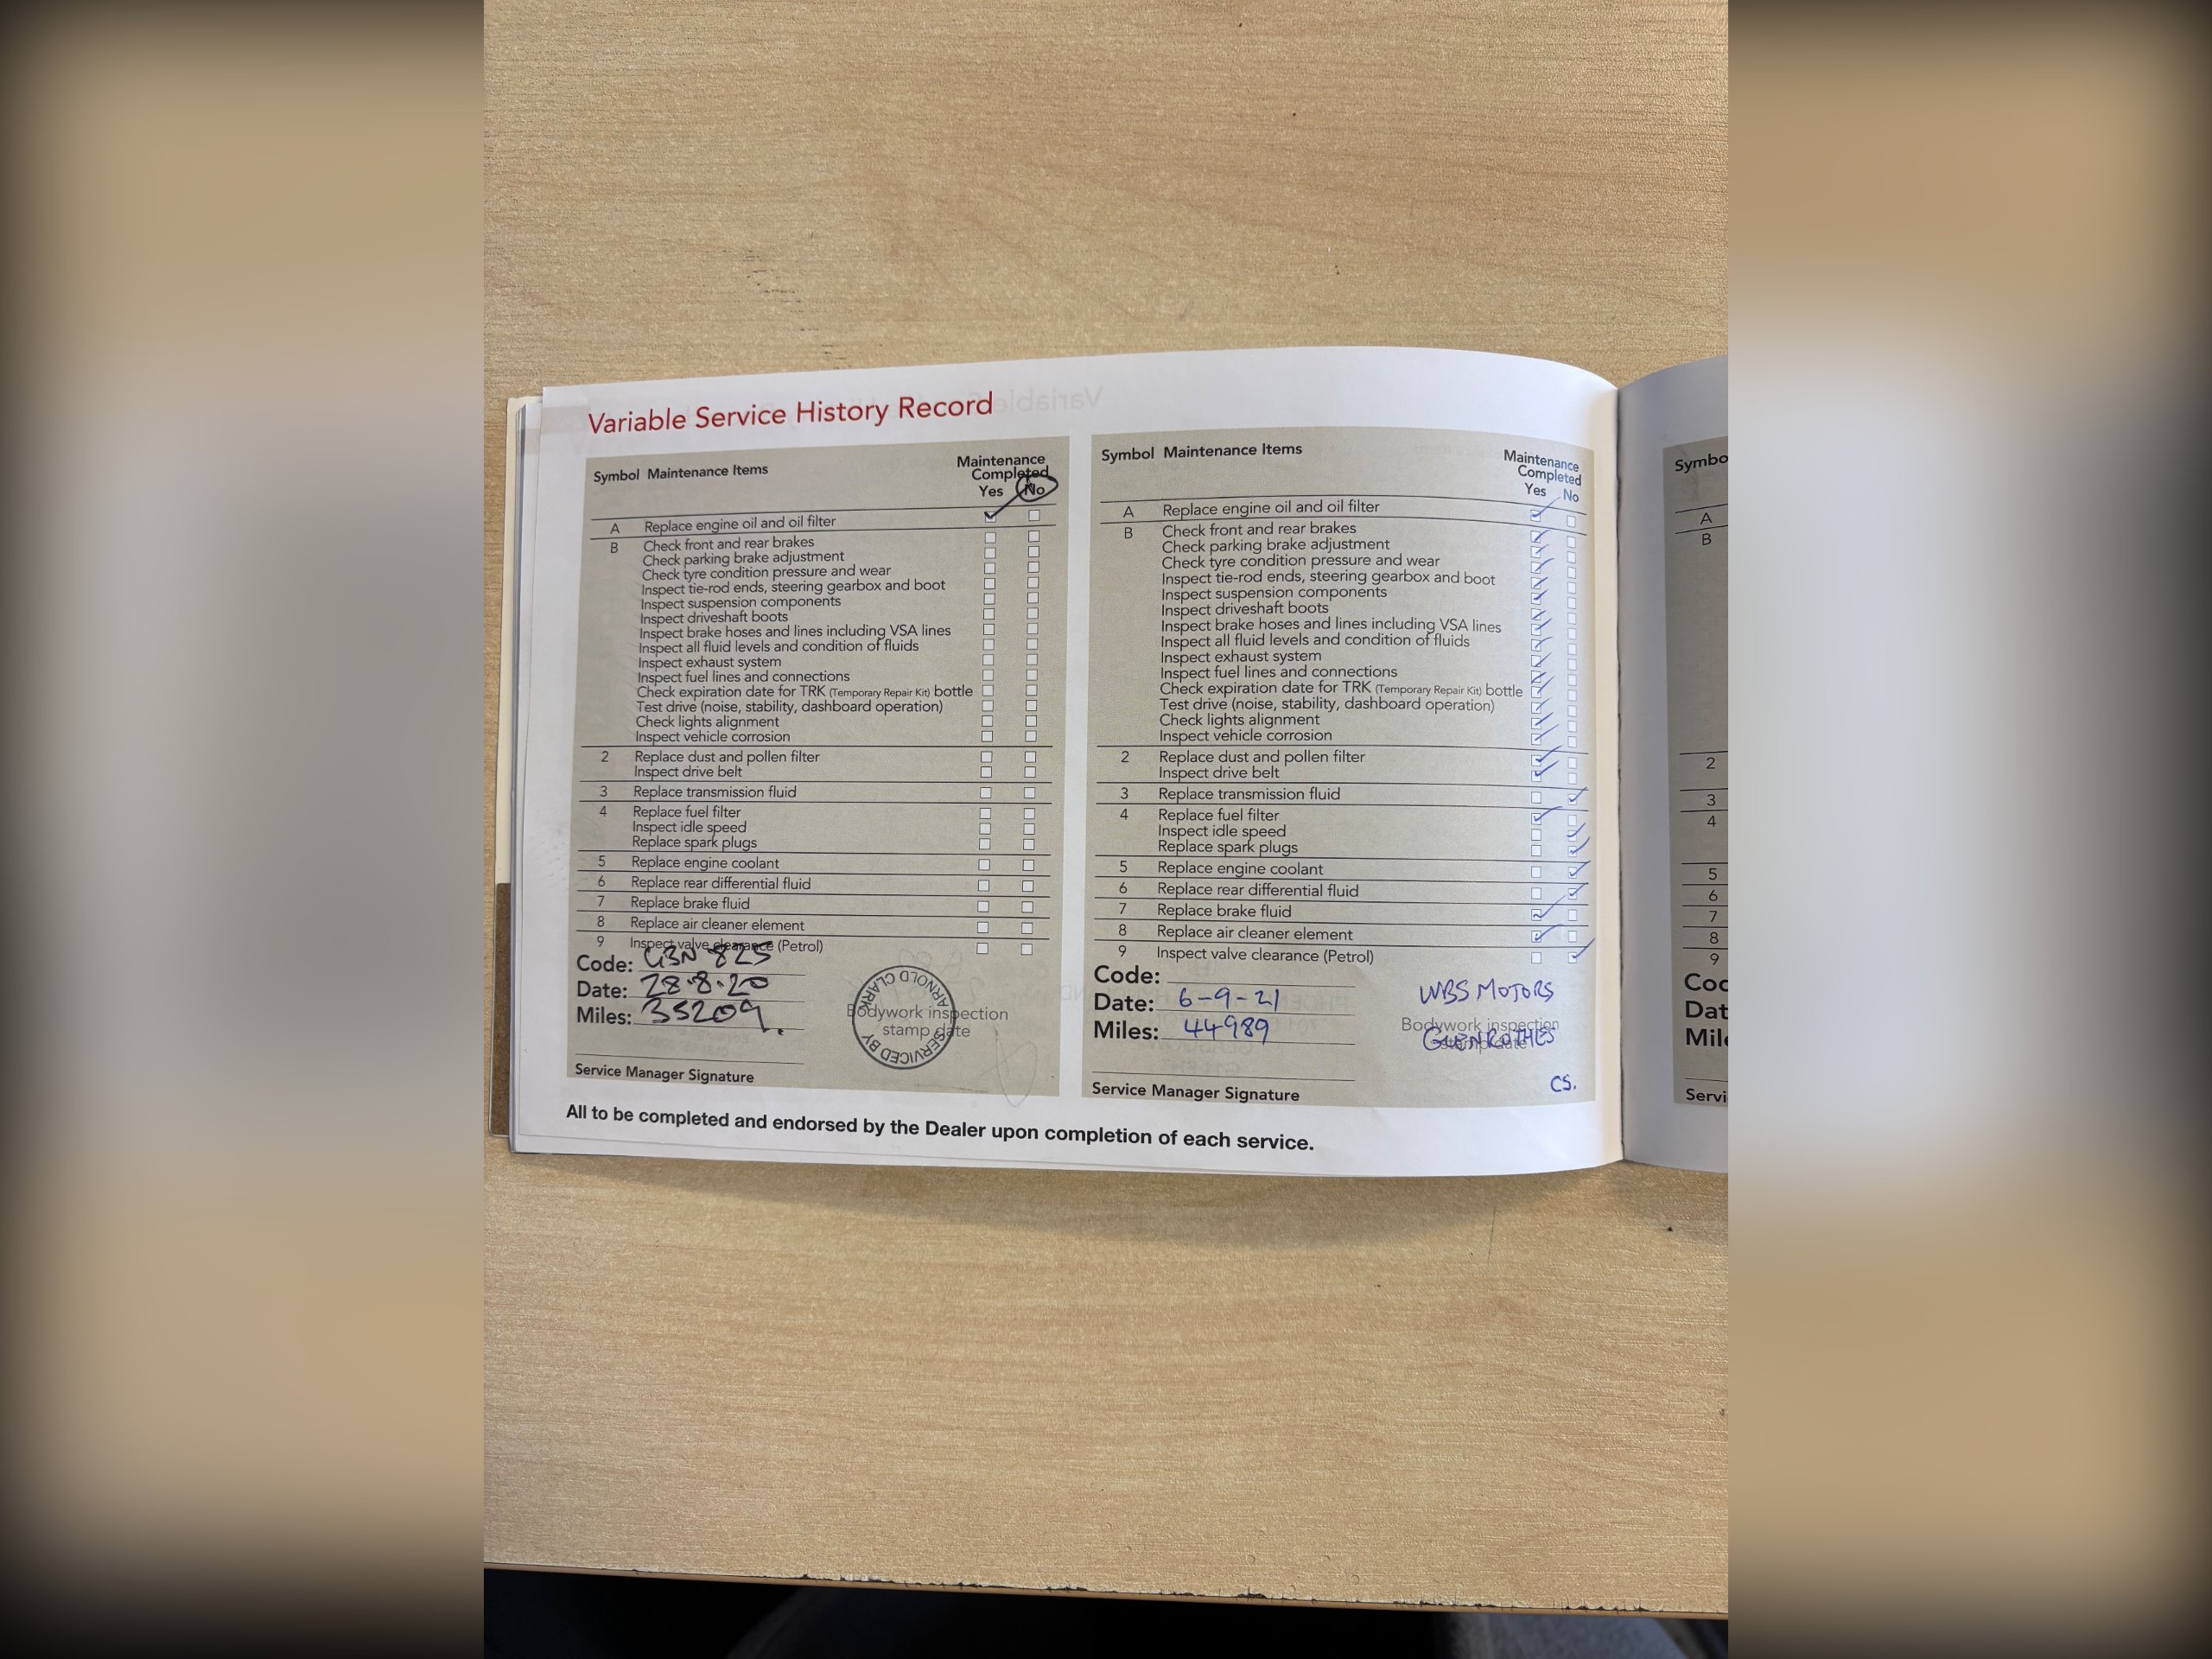 Variable Service History Record
Symbol Maintenance Items
Maintenance
Completed
Yes No
A Replace engine oil and oil filter
B Check front and rear brakes
Check parking brake adjustment
Check tyre condition pressure and wear
Inspect tie-rod ends, steering gearbox and boot
Inspect suspension components
Inspect driveshaft boots
Inspect brake hoses and lines including VSA lines
Inspect all fluid levels and condition of fluids
Inspect exhaust system
Inspect fuel lines and connections
Check expiration date for TRK (Temporary Repair Kit) bottle
Test drive (noise, stability, dashboard operation)
Check lights alignment
Inspect vehicle corrosion
2 Replace dust and pollen filter
Inspect drive belt
3 Replace transmission fluid
4 Replace fuel filter
Inspect idle speed
Replace spark plugs
5 Replace engine coolant
6 Replace rear differential fluid
7 Replace brake fluid
8 Replace air cleaner element
9 Inspect valve clearance (Petrol)
Code: GBN 825
Date: 28.8.20
Miles: 35209
ARNOLD CLARK
SERVICED BY
Bodywork inspection
stamp date
Service Manager Signature
Symbol Maintenance Items
Maintenance
Completed
Yes No
A Replace engine oil and oil filter
B Check front and rear brakes
Check parking brake adjustment
Check tyre condition pressure and wear
Inspect tie-rod ends, steering gearbox and boot
Inspect suspension components
Inspect driveshaft boots
Inspect brake hoses and lines including VSA lines
Inspect all fluid levels and condition of fluids
Inspect exhaust system
Inspect fuel lines and connections
Check expiration date for TRK (Temporary Repair Kit) bottle
Test drive (noise, stability, dashboard operation)
Check lights alignment
Inspect vehicle corrosion
2 Replace dust and pollen filter
Inspect drive belt
3 Replace transmission fluid
4 Replace fuel filter
Inspect idle speed
Replace spark plugs
5 Replace engine coolant
6 Replace rear differential fluid
7 Replace brake fluid
8 Replace air cleaner element
9 Inspect valve clearance (Petrol)
Code:
Date: 6-9-21
Miles: 44989
WBS MOTORS
Bodywork inspection
GLENROTHES
stamp date
CS.
Service Manager Signature
All to be completed and endorsed by the Dealer upon completion of each service.
Symbo
A
B
2
3
4
5
6
7
8
9
Coc
Dat
Mile
Servi